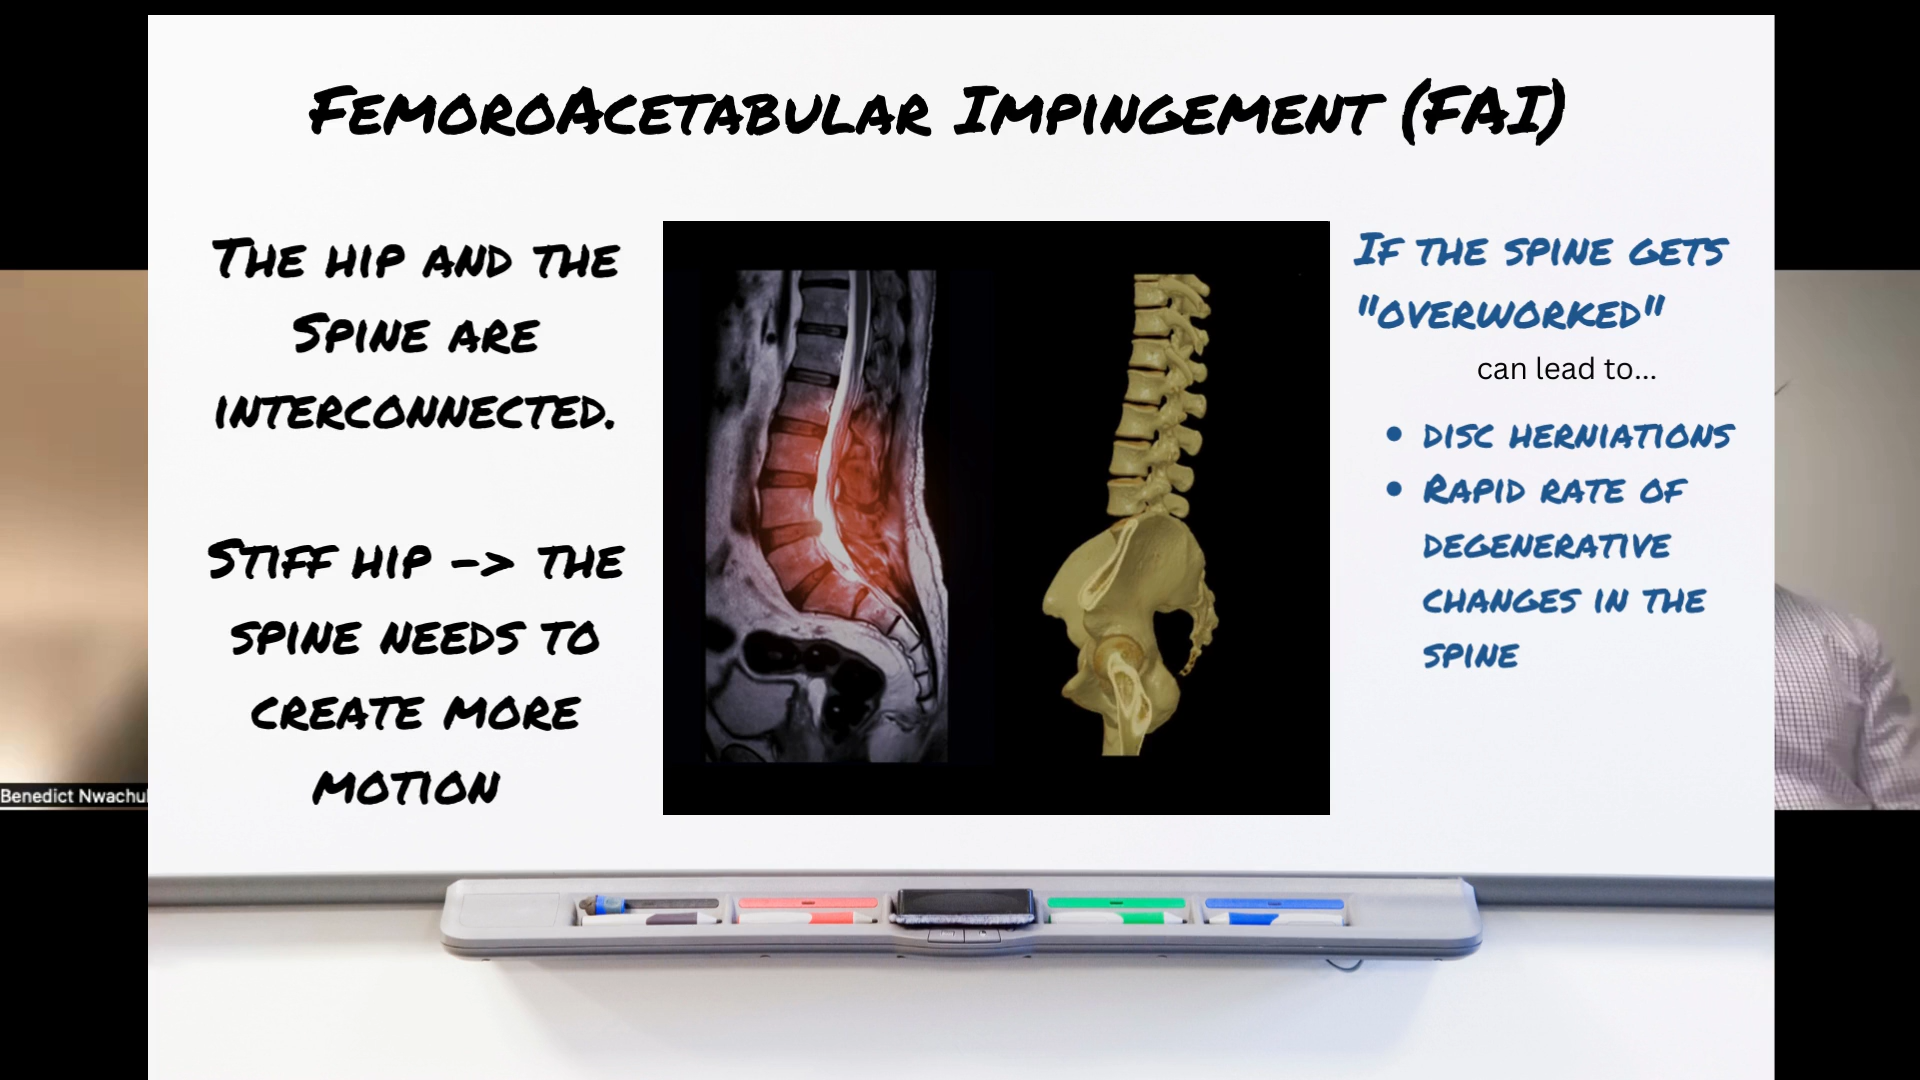 FemoroAcetabular Impingement (FAI)
The hip and the
Spine are
interconnected.
Stiff hip -> the
spine needs to
create more
motion
If the spine gets
"overworked"
can lead to...
• disc herniations
• Rapid rate of
degenerative
changes in the
spine
Benedict